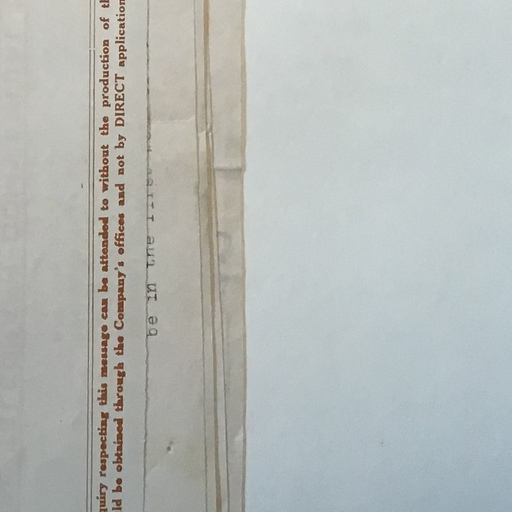 quiry respecting this message can be attended to without the production of th
ld be obtained through the Company's offices and not by DIRECT application
be in the first